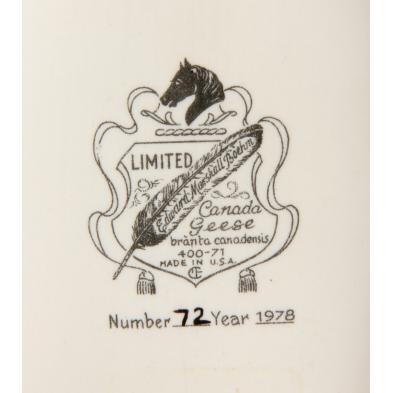 LIMITED
Edward Marshall Boehm
Canada
Geese
branta canadensis
400-71
MADE IN U.S.A.
Number 72 Year 1978